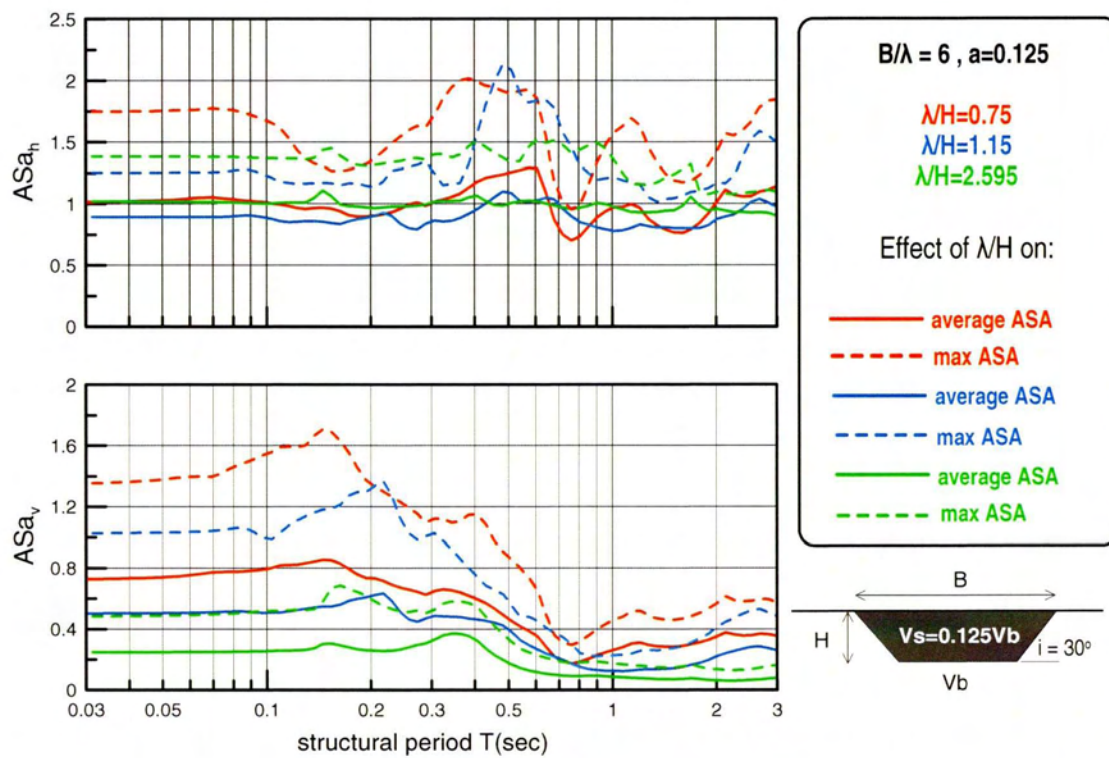 2.5
2
1.5
1
0.5
0
ASa_h
2
1.6
1.2
0.8
0.4
0
ASa_v
0.03 0.05 0.1 0.2 0.3 0.5 1 2 3
structural period T(sec)
B/λ = 6 , a=0.125
λ/H=0.75
λ/H=1.15
λ/H=2.595
Effect of λ/H on:
average ASA
max ASA
average ASA
max ASA
average ASA
max ASA
B
H
Vs=0.125Vb
i = 30º
Vb